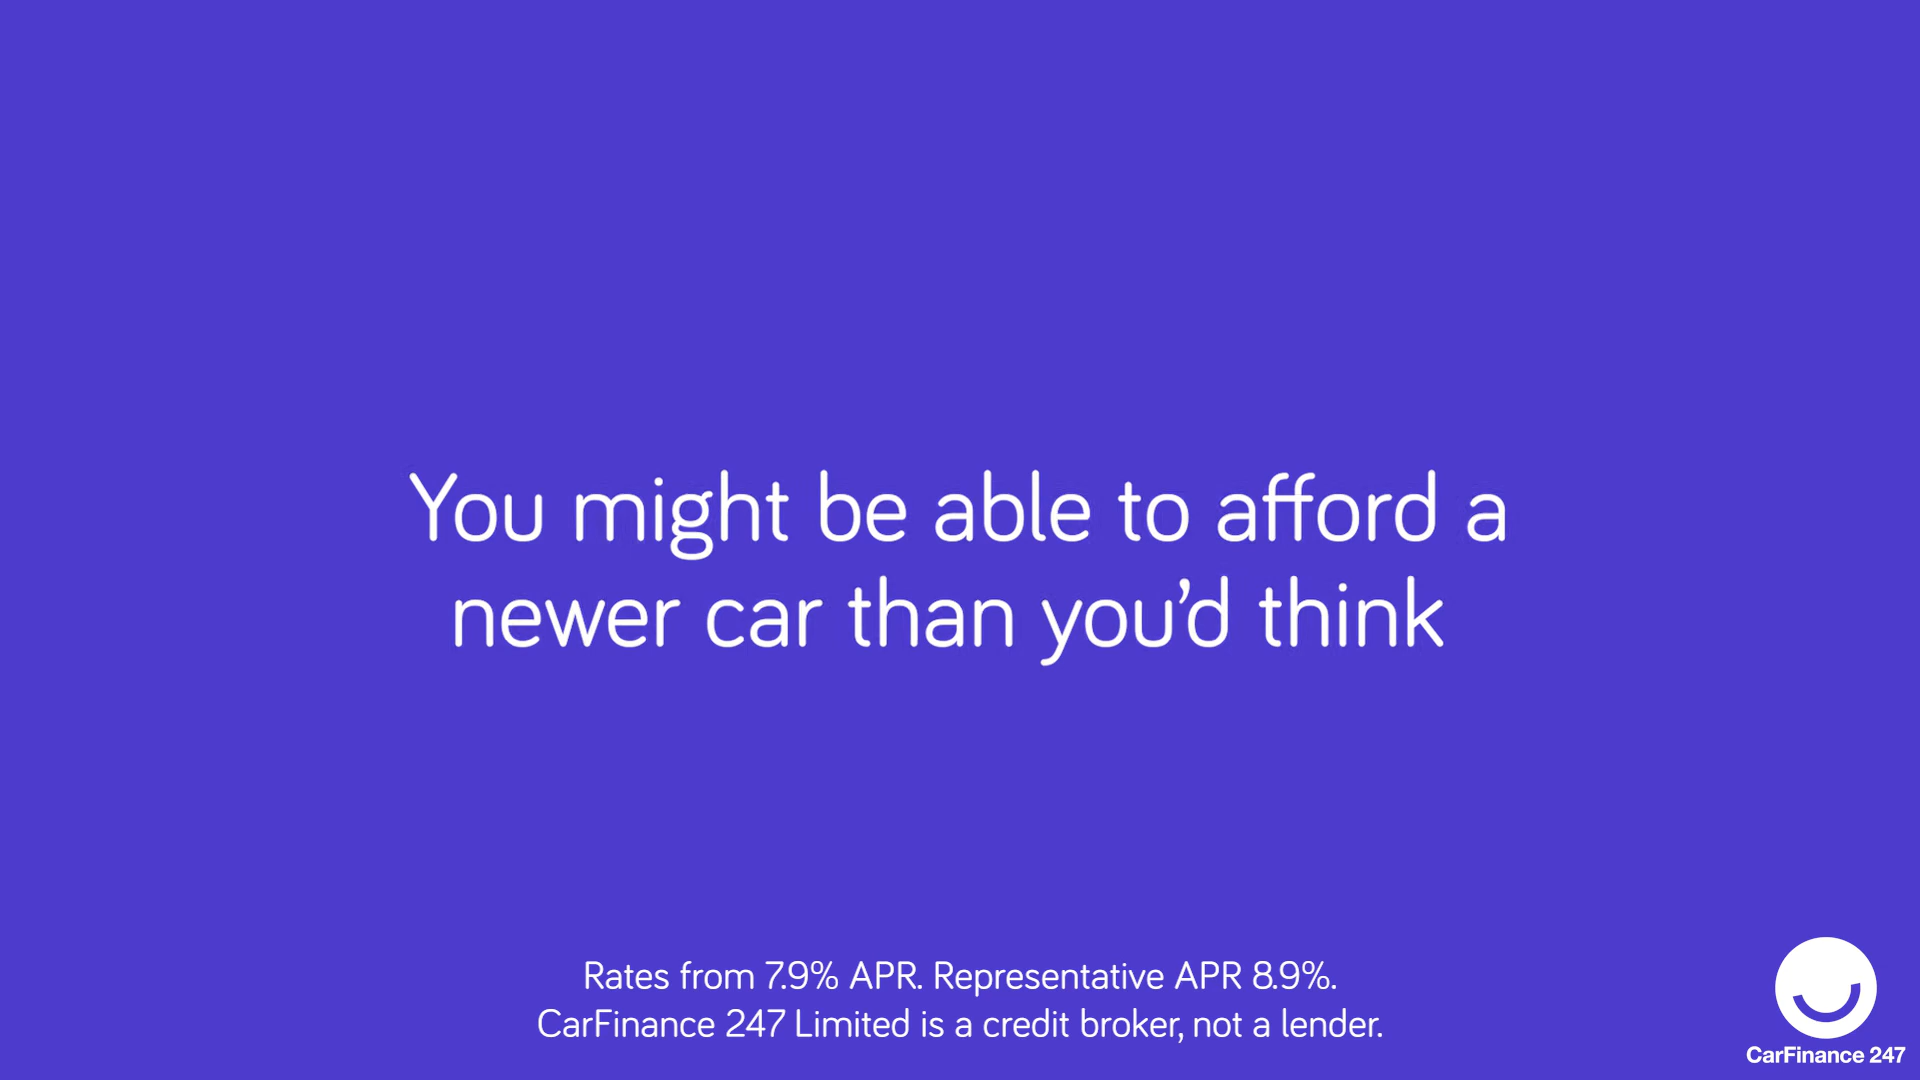 You might be able to afford a
newer car than you’d think
Rates from 7.9% APR. Representative APR 8.9%.
CarFinance 247 Limited is a credit broker, not a lender.
CarFinance 247